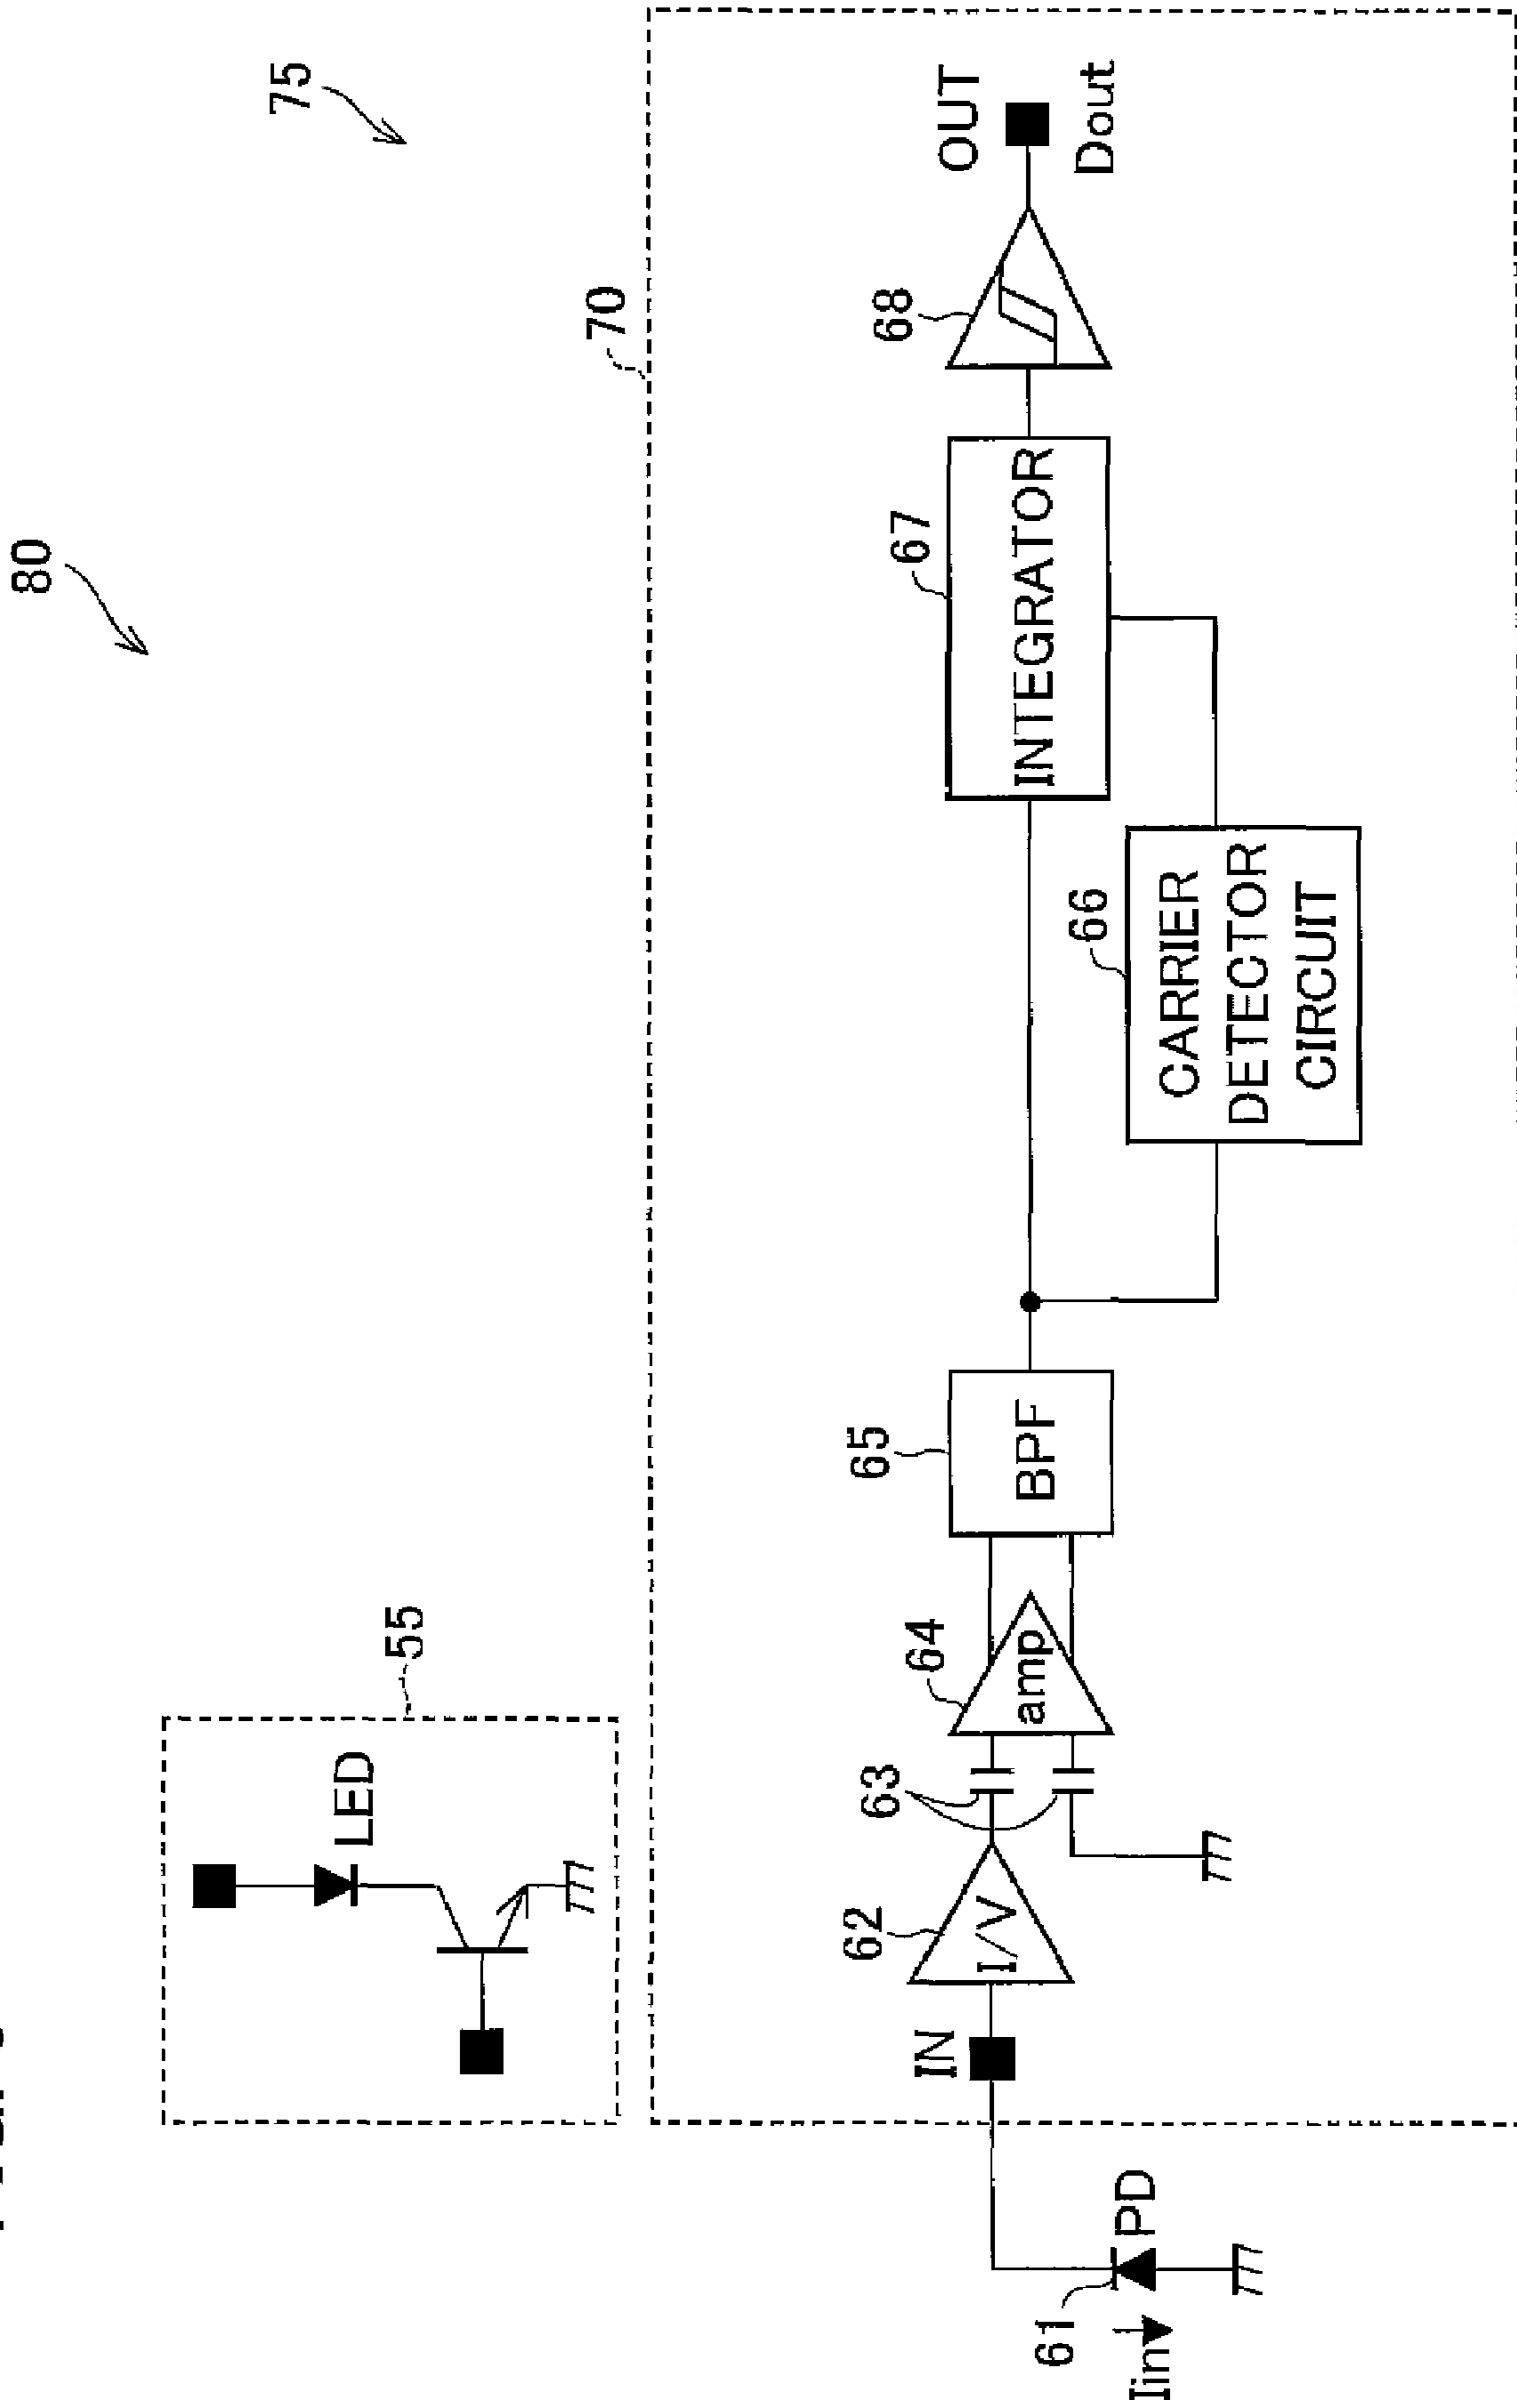 80
75
55
LED
70
61
PD
Iin
IN
62
I/V
63
64
amp
65
BPF
66
CARRIER
DETECTOR
CIRCUIT
67
INTEGRATOR
68
OUT
Dout